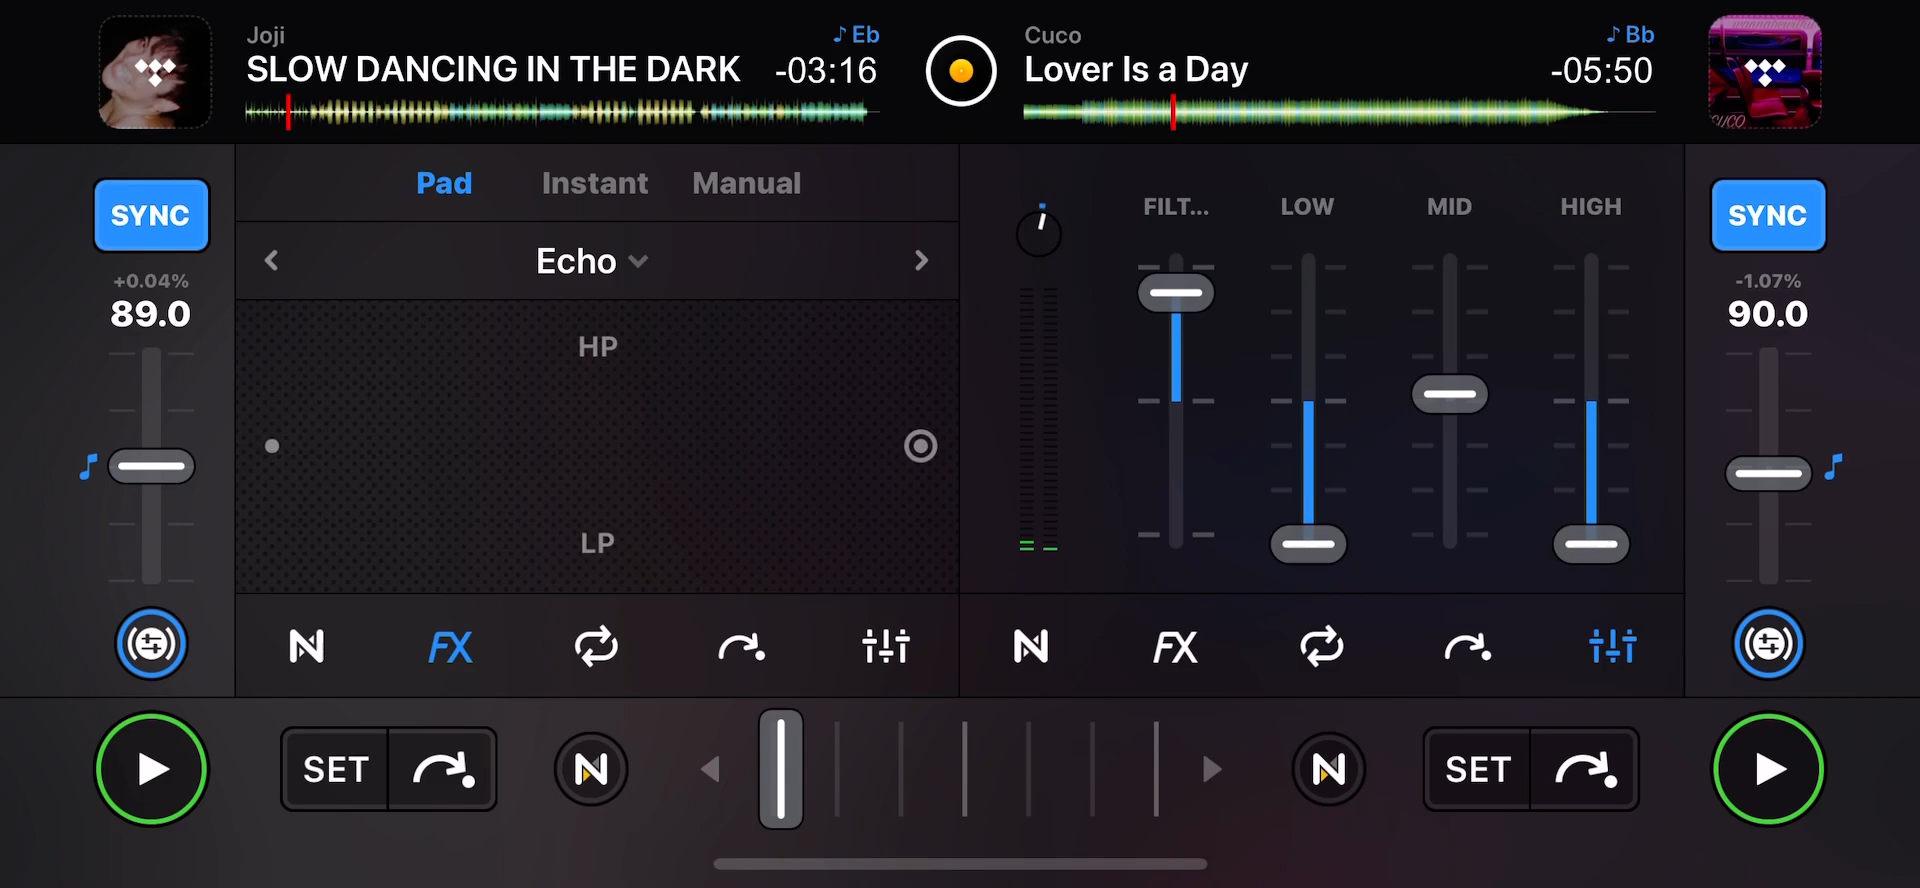 Joji
♪ Eb
SLOW DANCING IN THE DARK
-03:16
Cuco
♪ Bb
Lover Is a Day
-05:50
CUCO
SYNC
+0.04%
89.0
Pad
Instant
Manual
Echo
HP
LP
FX
FILT...
LOW
MID
HIGH
FX
SYNC
-1.07%
90.0
SET
N
N
SET